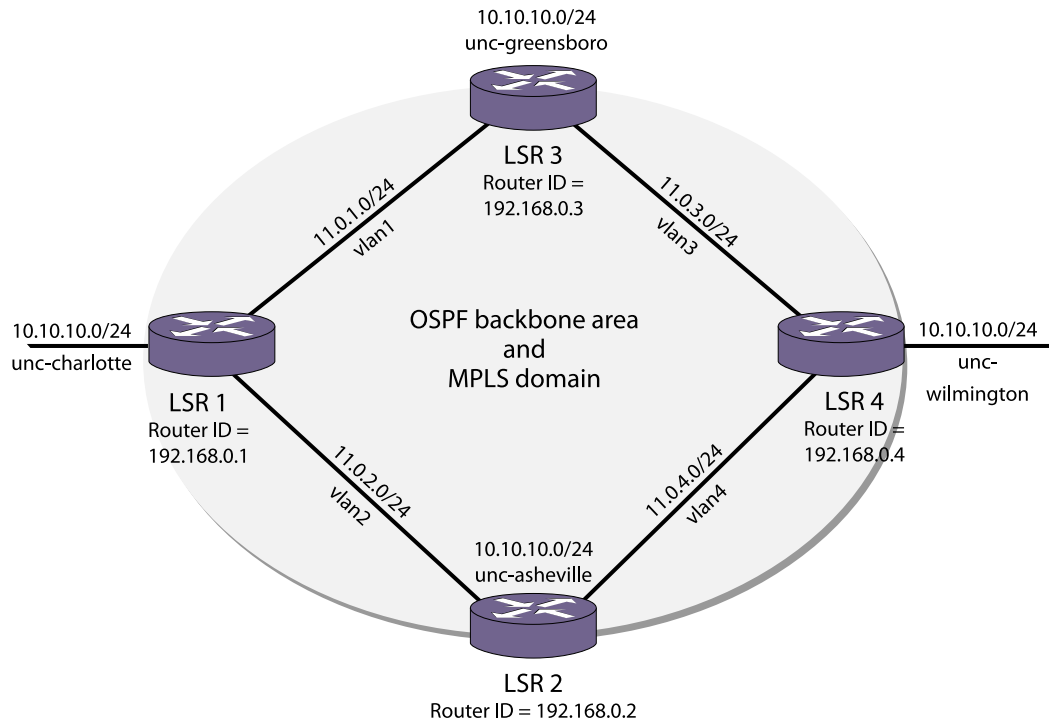 10.10.10.0/24
unc-greensboro
LSR 3
Router ID =
192.168.0.3
11.0.1.0/24
vlan1
11.0.3.0/24
vlan3
10.10.10.0/24
unc-charlotte
OSPF backbone area
and
MPLS domain
10.10.10.0/24
unc-
wilmington
LSR 1
Router ID =
192.168.0.1
LSR 4
Router ID =
192.168.0.4
11.0.2.0/24
vlan2
11.0.4.0/24
vlan4
10.10.10.0/24
unc-asheville
LSR 2
Router ID = 192.168.0.2